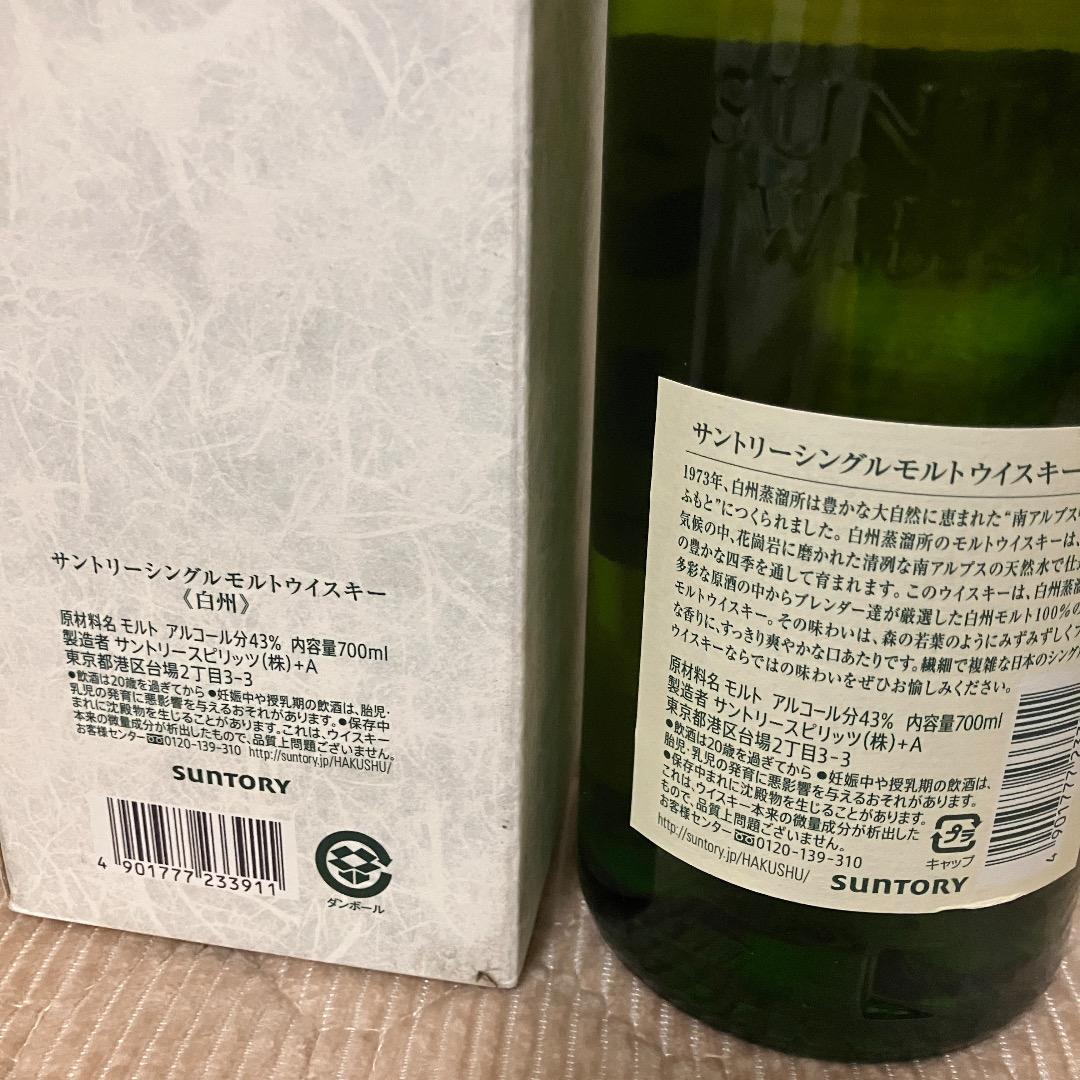 サントリーシングルモルトウイスキー
《白州》
原材料名 モルト アルコール分43% 内容量700ml
製造者 サントリースピリッツ(株)+A
東京都港区台場2丁目3-3
●飲酒は20歳を過ぎてから ●妊娠中や授乳期の飲酒は、胎児・
乳児の発育に悪影響を与えるおそれがあります。●保存中
まれに沈殿物を生じることがあります。これは、ウイスキー
本来の微量成分が析出したもので、品質上問題ございません。
お客様センター 0120-139-310 http://suntory.jp/HAKUSHU/
SUNTORY
4 901777 233911
ダンボール
SUNT
WHIS
サントリーシングルモルトウイスキー
1973年、白州蒸溜所は豊かな大自然に恵まれた“南アルプスの
ふもと”につくられました。白州蒸溜所のモルトウイスキーは、
気候の中、花崗岩に磨かれた清冽な南アルプスの天然水で仕
の豊かな四季を通して育まれます。このウイスキーは、白州蒸溜
多彩な原酒の中からブレンダー達が厳選した白州モルト100%の
モルトウイスキー。その味わいは、森の若葉のようにみずみずしく
な香りに、すっきり爽やかな口あたりです。繊細で複雑な日本のシング
ウイスキーならではの味わいをぜひお愉しみください。
原材料名 モルト アルコール分43% 内容量700ml
製造者 サントリースピリッツ(株)+A
東京都港区台場2丁目3-3
●飲酒は20歳を過ぎてから ●妊娠中や授乳期の飲酒は、
胎児・乳児の発育に悪影響を与えるおそれがあります。
●保存中まれに沈殿物を生じることがあります。
これは、ウイスキー本来の微量成分が析出した
もので、品質上問題ございません。
お客様センター 0120-139-310
http://suntory.jp/HAKUSHU/
SUNTORY
プラ
キャップ
4 901777